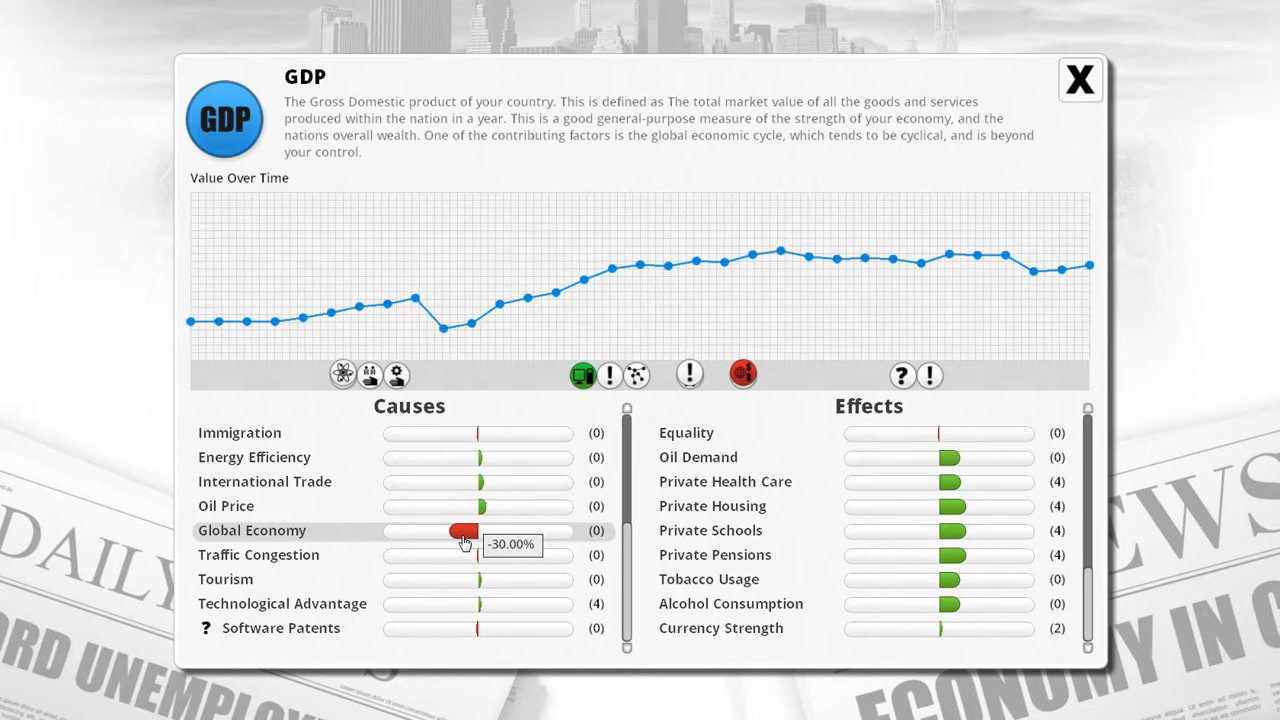 GDP
GDP
The Gross Domestic product of your country. This is defined as The total market value of all the goods and services
produced within the nation in a year. This is a good general-purpose measure of the strength of your economy, and the
nations overall wealth. One of the contributing factors is the global economic cycle, which tends to be cyclical, and is beyond
your control.
X
Value Over Time
! ! ? !
Causes
Immigration (0)
Energy Efficiency (0)
International Trade (0)
Oil Price (0)
Global Economy (0)
-30.00%
Traffic Congestion (0)
Tourism (0)
Technological Advantage (4)
? Software Patents (0)
Effects
Equality (0)
Oil Demand (0)
Private Health Care (4)
Private Housing (4)
Private Schools (4)
Private Pensions (4)
Tobacco Usage (0)
Alcohol Consumption (0)
Currency Strength (2)
DAILY
NEWS
ORD UNEMPLO
ECONOMY IN C